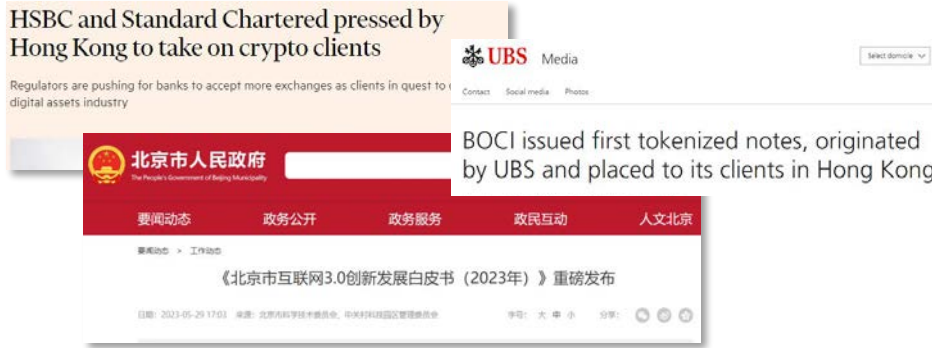 HSBC and Standard Chartered pressed by
Hong Kong to take on crypto clients
Regulators are pushing for banks to accept more exchanges as clients in quest to
digital assets industry
UBS Media
Select domicile
Contact Social media Photos
BOCI issued first tokenized notes, originated
by UBS and placed to its clients in Hong Kong
北京市人民政府
The People's Government of Beijing Municipality
要闻动态 政务公开 政务服务 政民互动 人文北京
要闻动态 > 工作动态
《北京市互联网3.0创新发展白皮书（2023年）》重磅发布
日期：2023-05-29 17:03 来源：北京市科学技术委员会、中关村科技园区管理委员会 字号： 大 中 小 分享：